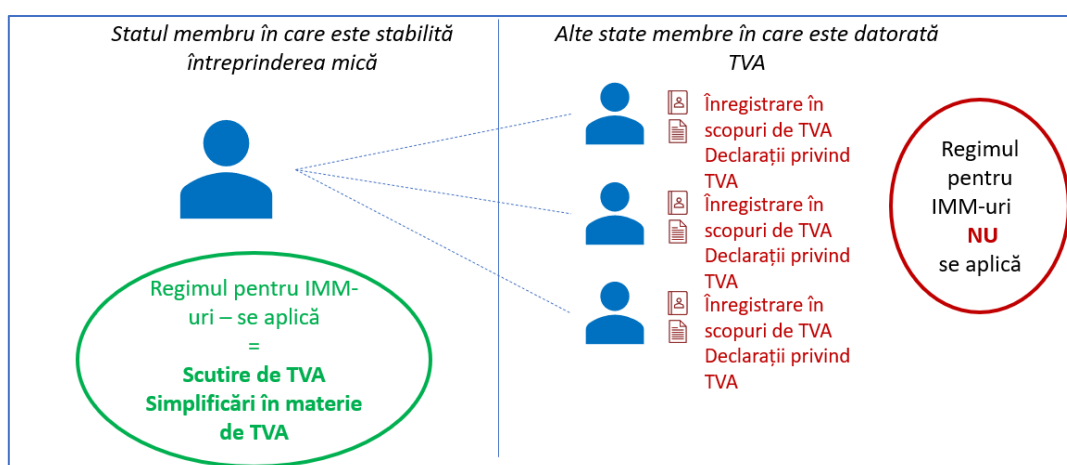 Statul membru în care este stabilită
întreprinderea mică
Regimul pentru IMM-
uri – se aplică
=
Scutire de TVA
Simplificări în materie
de TVA
Alte state membre în care este datorată
TVA
Înregistrare în
scopuri de TVA
Declarații privind
TVA
Înregistrare în
scopuri de TVA
Declarații privind
TVA
Înregistrare în
scopuri de TVA
Declarații privind
TVA
Regimul
pentru
IMM-uri
NU
se aplică